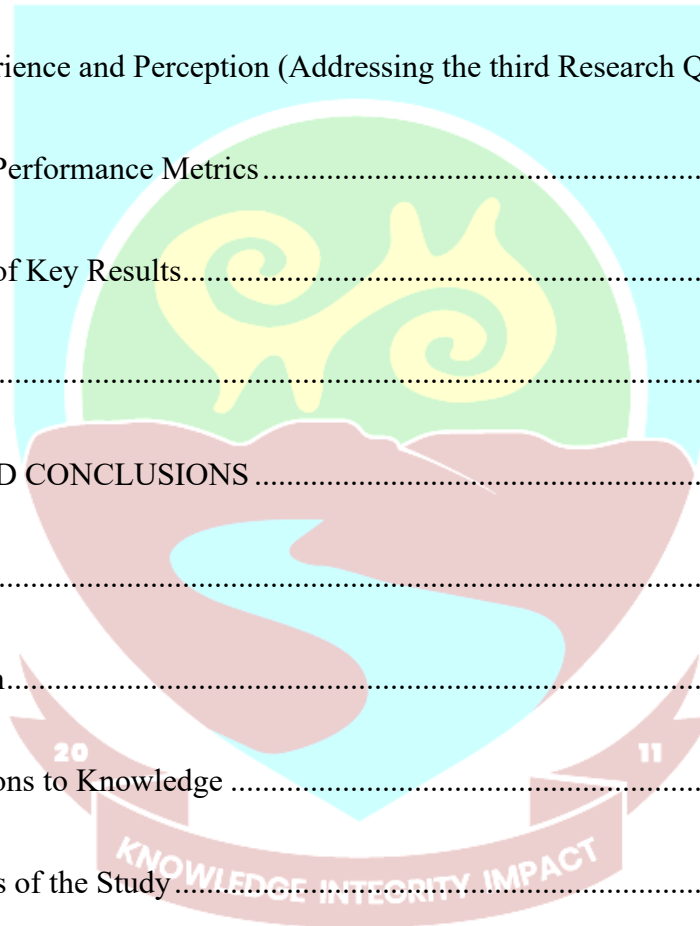 rience and Perception (Addressing the third Research Q
Performance Metrics........................................................
of Key Results..................................................................
.........................................................................................
D CONCLUSIONS.........................................................
.........................................................................................
n........................................................................................
ons to Knowledge ...........................................................
s of the Study...................................................................
20 11
KNOWLEDGE INTEGRITY IMPACT